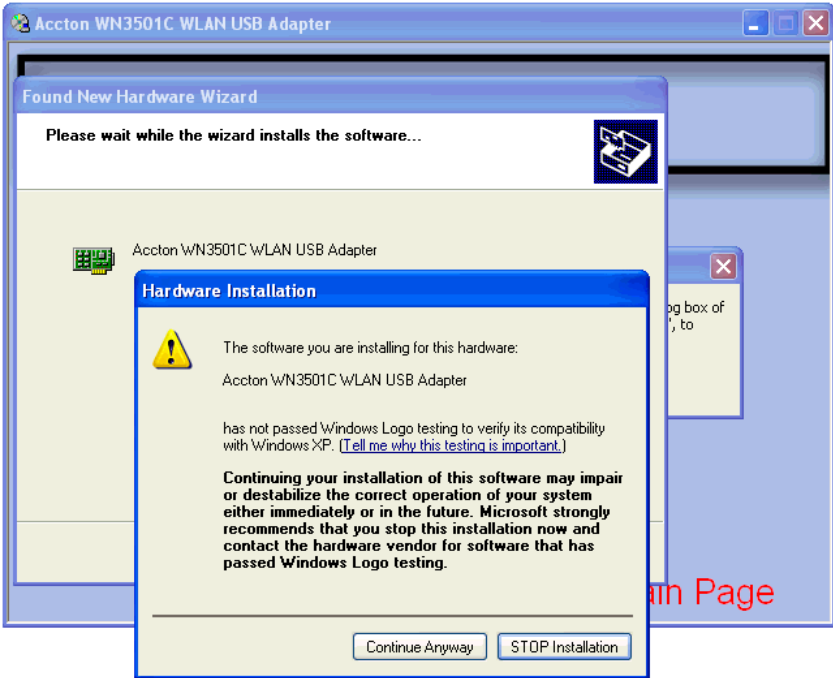 Accton WN3501C WLAN USB Adapter
Found New Hardware Wizard
Please wait while the wizard installs the software...
Accton WN3501C WLAN USB Adapter
Hardware Installation
box of
", to
The software you are installing for this hardware:
Accton WN3501C WLAN USB Adapter
has not passed Windows Logo testing to verify its compatibility
with Windows XP. (Tell me why this testing is important.)
Continuing your installation of this software may impair
or destabilize the correct operation of your system
either immediately or in the future. Microsoft strongly
recommends that you stop this installation now and
contact the hardware vendor for software that has
passed Windows Logo testing.
Page
Continue Anyway
STOP Installation